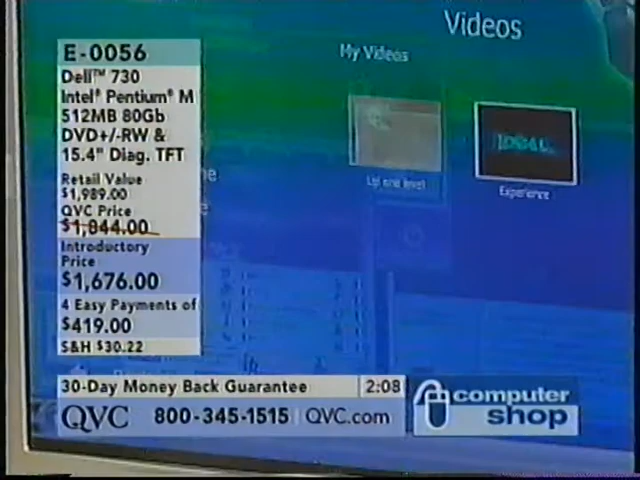 Videos
My Videos
Up one level
Experience
E-0056
Dell™ 730
Intel® Pentium® M
512MB 80Gb
DVD+/-RW &
15.4" Diag. TFT
Retail Value
$1,989.00
QVC Price
$1,844.00
Introductory
Price
$1,676.00
4 Easy Payments of
$419.00
S&H $30.22
30-Day Money Back Guarantee 2:08
QVC 800-345-1515 QVC.com
computer
shop